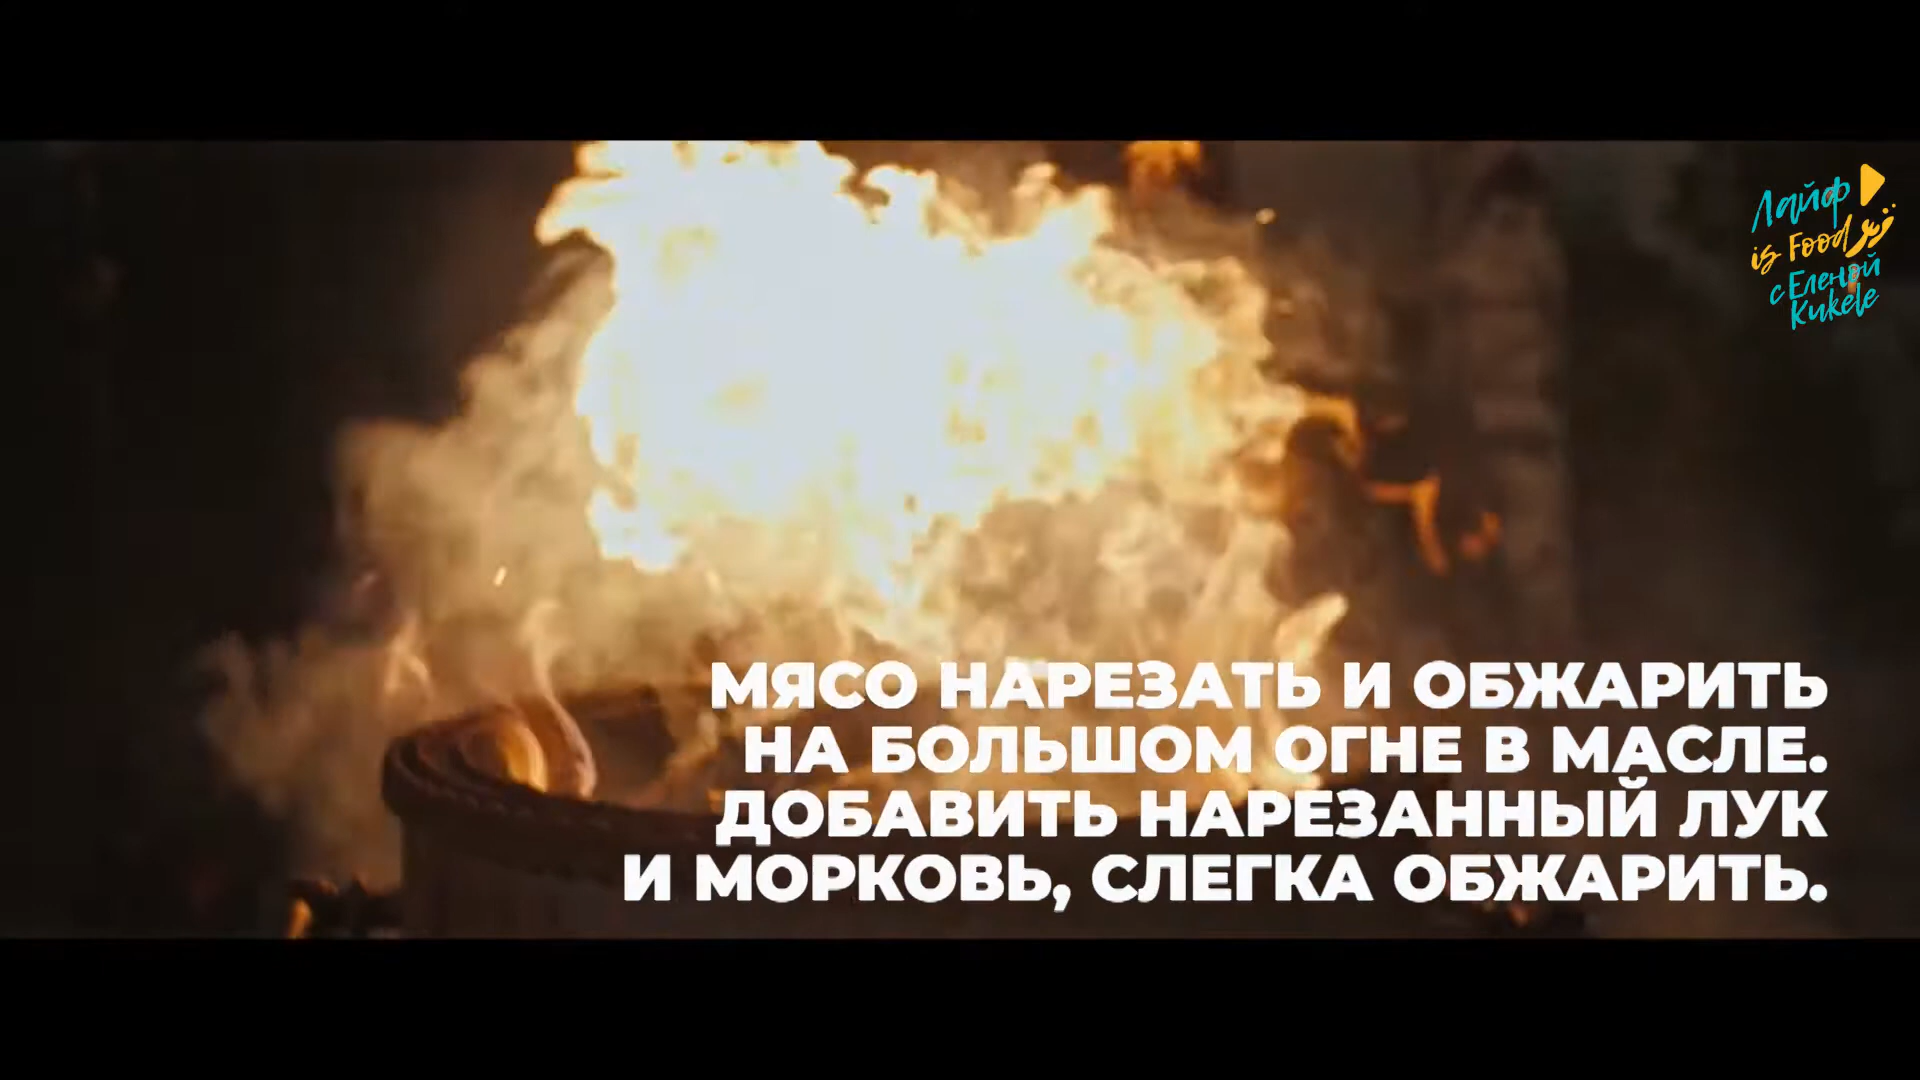 Лайф
is Food
с Еленой
Kukele
МЯСО НАРЕЗАТЬ И ОБЖАРИТЬ
НА БОЛЬШОМ ОГНЕ В МАСЛЕ.
ДОБАВИТЬ НАРЕЗАННЫЙ ЛУК
И МОРКОВЬ, СЛЕГКА ОБЖАРИТЬ.